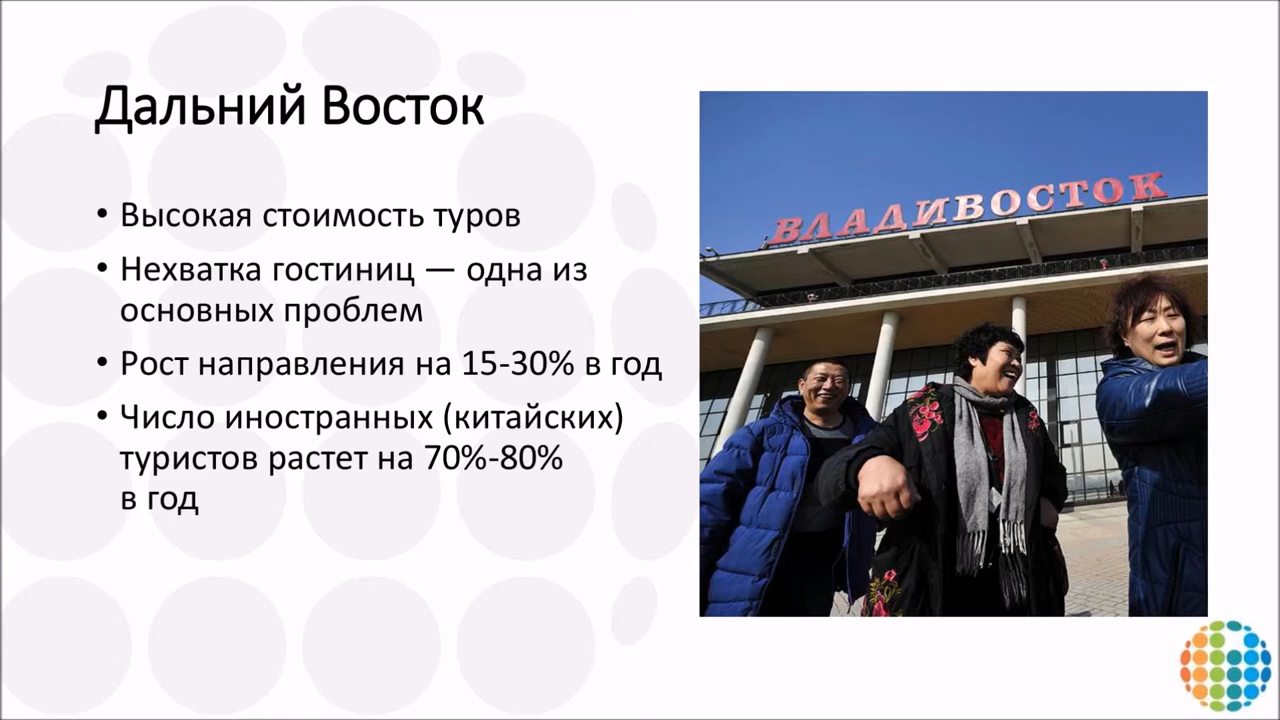 Дальний Восток
• Высокая стоимость туров
• Нехватка гостиниц — одна из
основных проблем
• Рост направления на 15-30% в год
• Число иностранных (китайских)
туристов растет на 70%-80%
в год
ВЛАДИВОСТОК